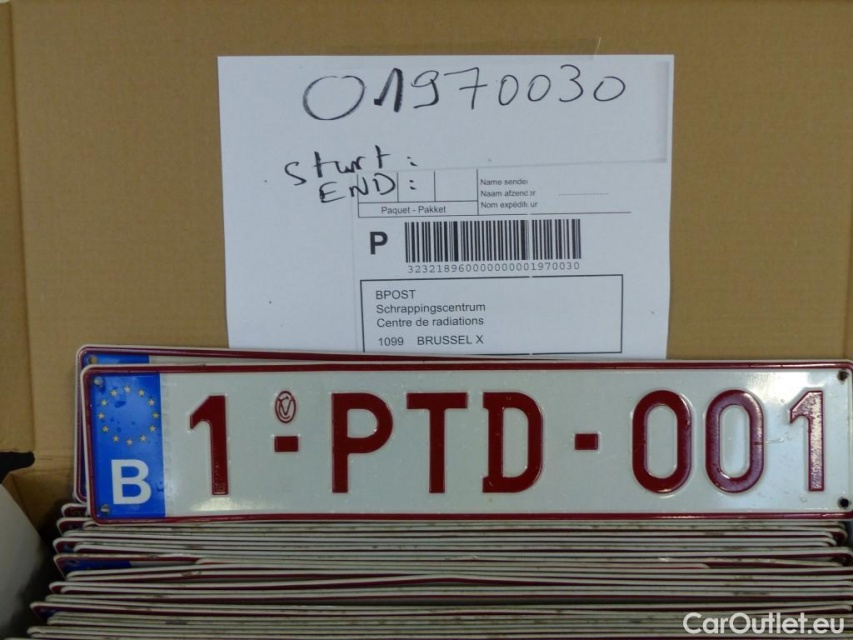 01970030
Start:
END:
Name sender
Naam afzender
Nom expéditeur
Paquet - Pakket
P
323218960000000001970030
BPOST
Schrappingscentrum
Centre de radiations
1099 BRUSSEL X
B 1-PTD-001
CarOutlet.eu